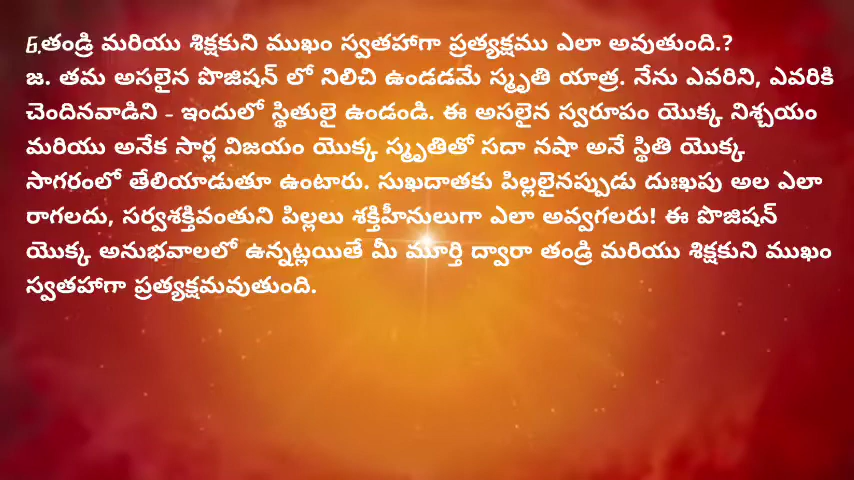 6.తండ్రి మరియు శిక్షకుని ముఖం స్వతహాగా ప్రత్యక్షము ఎలా అవుతుంది.?
జ. తమ అసలైన పొజిషన్ లో నిలిచి ఉండడమే స్మృతి యాత్ర. నేను ఎవరిని, ఎవరికి
చెందినవాడిని - ఇందులో స్థితులై ఉండండి. ఈ అసలైన స్వరూపం యొక్క నిశ్చయం
మరియు అనేక సార్ల విజయం యొక్క స్మృతితో సదా నషా అనే స్థితి యొక్క
సాగరంలో తేలియాడుతూ ఉంటారు. సుఖదాతకు పిల్లలైనప్పుడు దుఃఖపు అల ఎలా
రాగలదు, సర్వశక్తివంతుని పిల్లలు శక్తిహీనులుగా ఎలా అవ్వగలరు! ఈ పొజిషన్
యొక్క అనుభవాలలో ఉన్నట్లయితే మీ మూర్తి ద్వారా తండ్రి మరియు శిక్షకుని ముఖం
స్వతహాగా ప్రత్యక్షమవుతుంది.